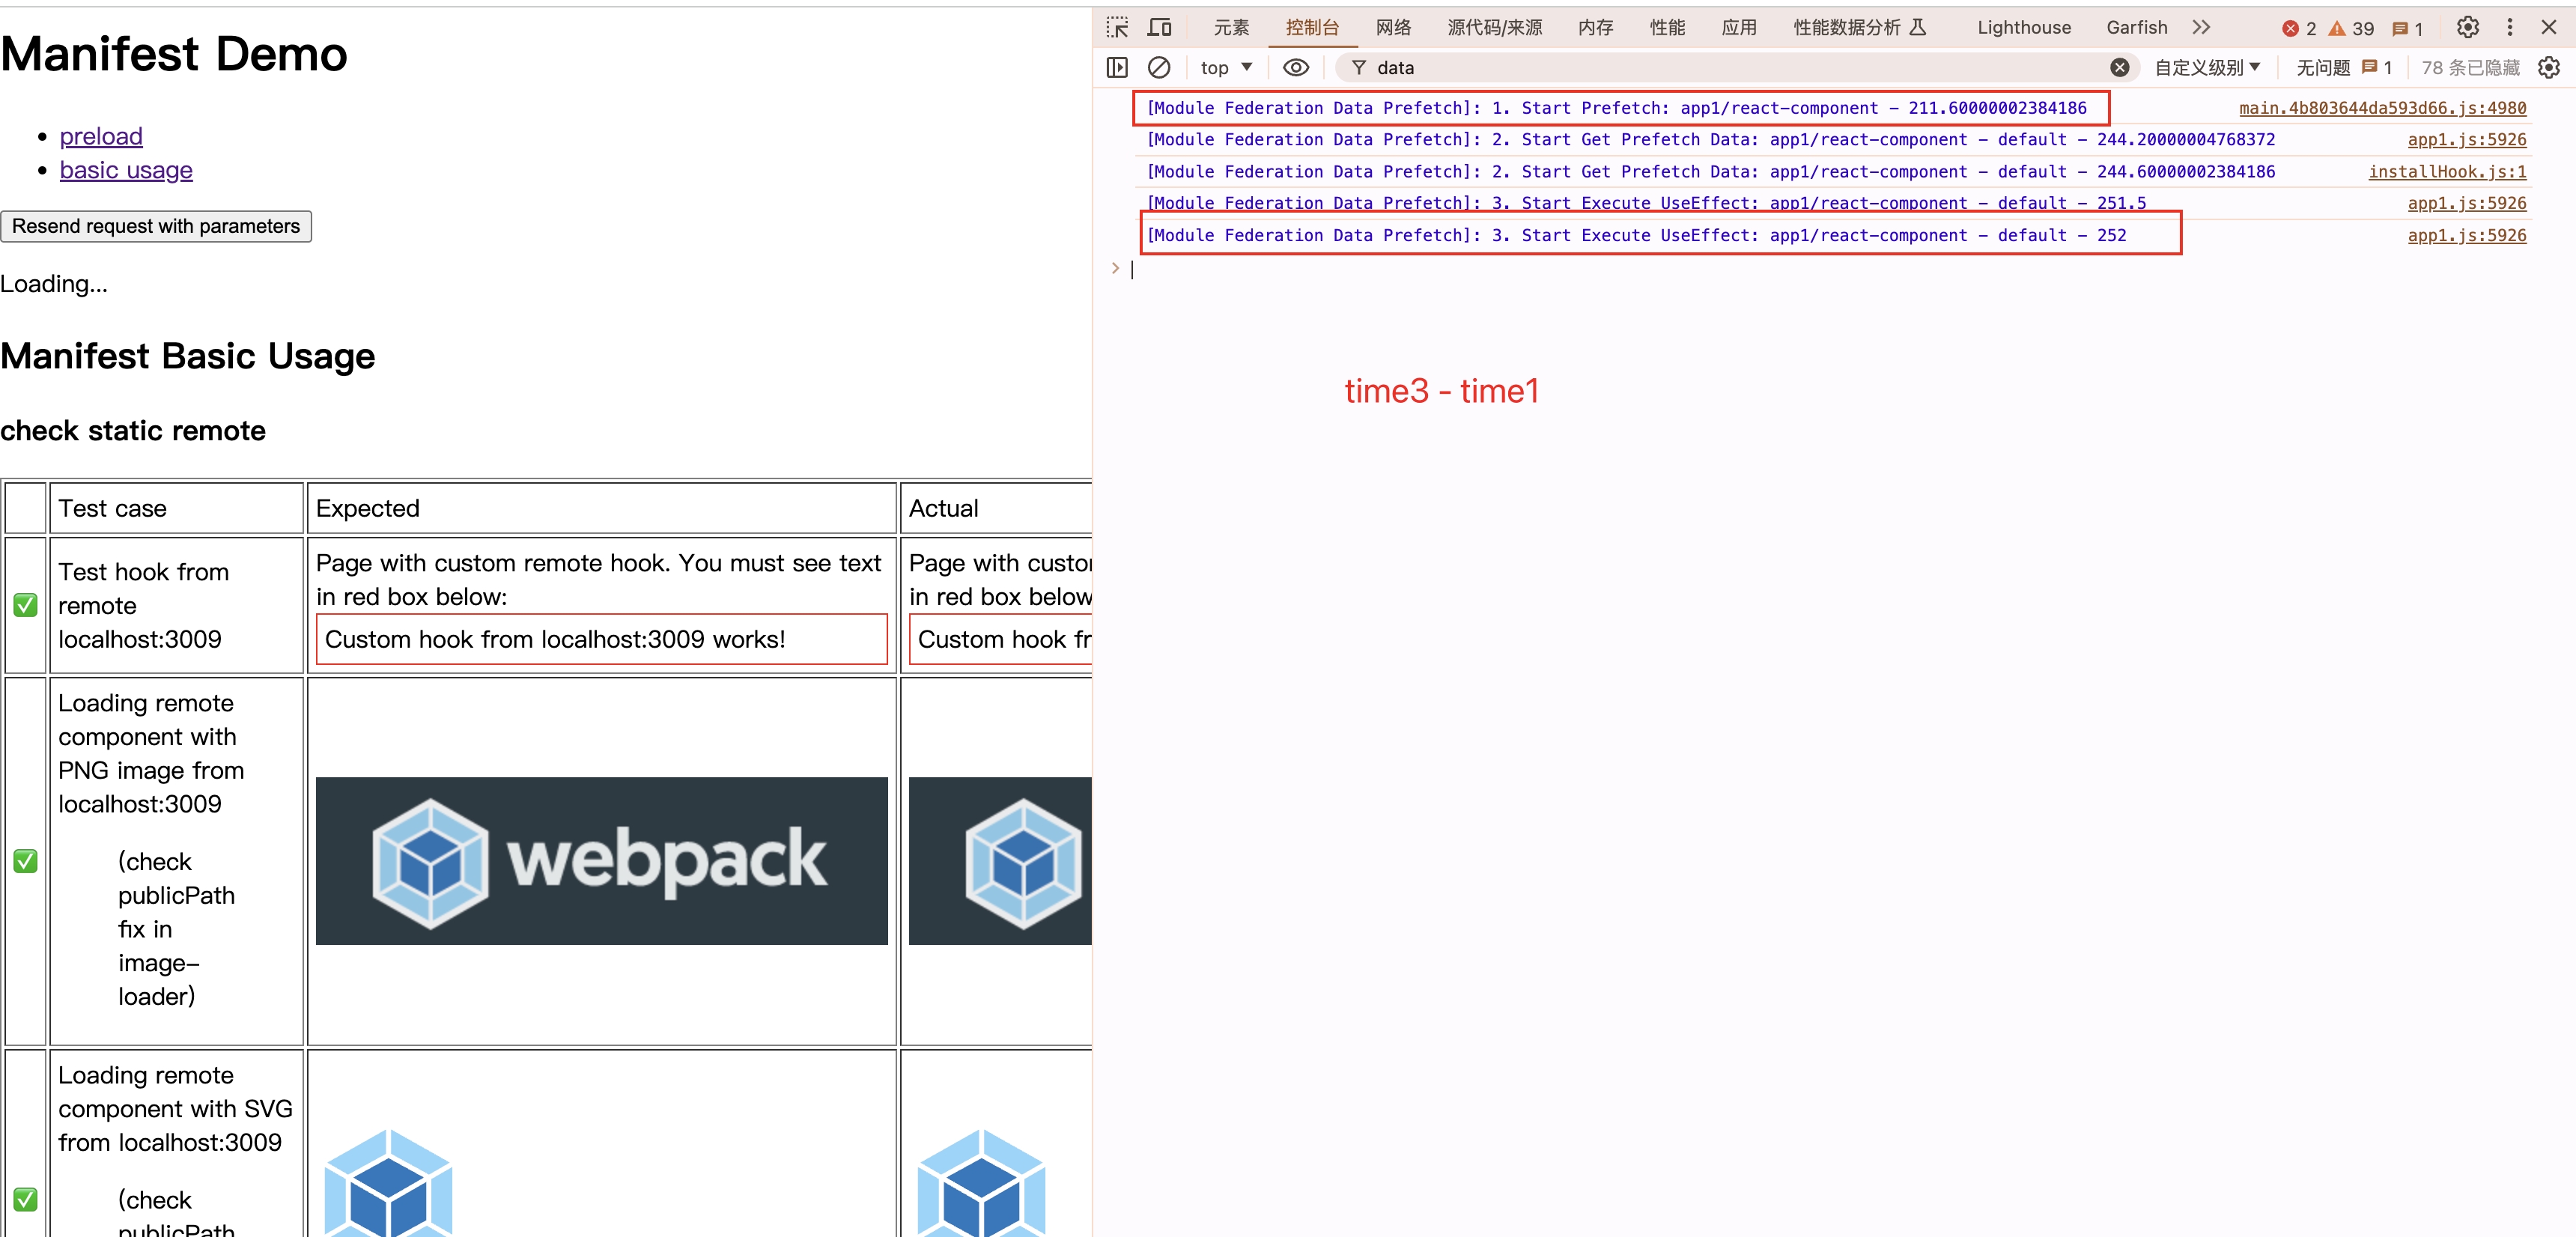 Manifest Demo
preload
basic usage
Resend request with parameters
Loading...
Manifest Basic Usage
check static remote
Test case
Expected
Actual
Test hook from
remote
localhost:3009
Page with custom remote hook. You must see text
in red box below:
Custom hook from localhost:3009 works!
Page with custo
in red box below
Custom hook fr
Loading remote
component with
PNG image from
localhost:3009
(check
publicPath
fix in
image-
loader)
webpack
Loading remote
component with SVG
from localhost:3009
(check
publicPath
元素 控制台 网络 源代码/来源 内存 性能 应用 性能数据分析 Lighthouse Garfish 2 39 1
top data 自定义级别 无问题 1 78 条已隐藏
[Module Federation Data Prefetch]: 1. Start Prefetch: app1/react-component - 211.60000002384186 main.4b803644da593d66.js:4980
[Module Federation Data Prefetch]: 2. Start Get Prefetch Data: app1/react-component - default - 244.20000004768372 app1.js:5926
[Module Federation Data Prefetch]: 2. Start Get Prefetch Data: app1/react-component - default - 244.60000002384186 installHook.js:1
[Module Federation Data Prefetch]: 3. Start Execute UseEffect: app1/react-component - default - 251.5 app1.js:5926
[Module Federation Data Prefetch]: 3. Start Execute UseEffect: app1/react-component - default - 252 app1.js:5926
time3 - time1